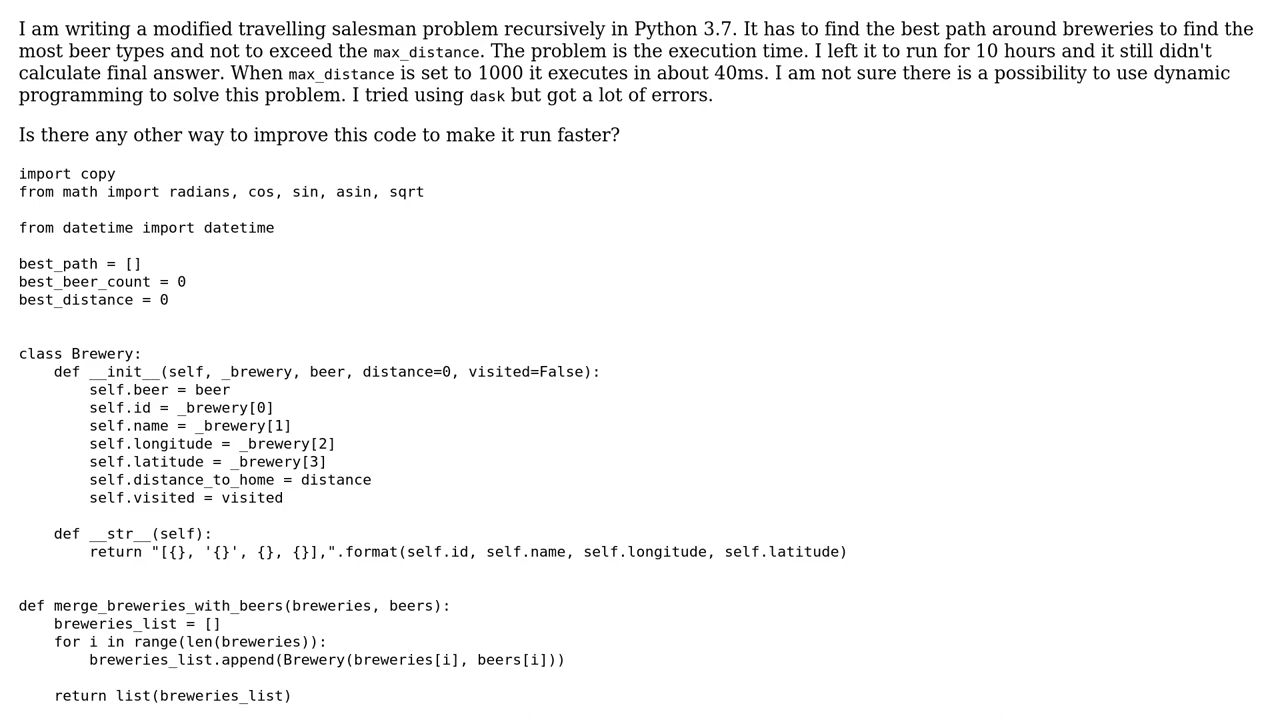 I am writing a modified travelling salesman problem recursively in Python 3.7. It has to find the best path around breweries to find the
most beer types and not to exceed the max_distance. The problem is the execution time. I left it to run for 10 hours and it still didn't
calculate final answer. When max_distance is set to 1000 it executes in about 40ms. I am not sure there is a possibility to use dynamic
programming to solve this problem. I tried using dask but got a lot of errors.

Is there any other way to improve this code to make it run faster?

import copy
from math import radians, cos, sin, asin, sqrt

from datetime import datetime

best_path = []
best_beer_count = 0
best_distance = 0


class Brewery:
    def __init__(self, _brewery, beer, distance=0, visited=False):
        self.beer = beer
        self.id = _brewery[0]
        self.name = _brewery[1]
        self.longitude = _brewery[2]
        self.latitude = _brewery[3]
        self.distance_to_home = distance
        self.visited = visited

    def __str__(self):
        return "[{}, '{}', {}, {}],".format(self.id, self.name, self.longitude, self.latitude)


def merge_breweries_with_beers(breweries, beers):
    breweries_list = []
    for i in range(len(breweries)):
        breweries_list.append(Brewery(breweries[i], beers[i]))

    return list(breweries_list)